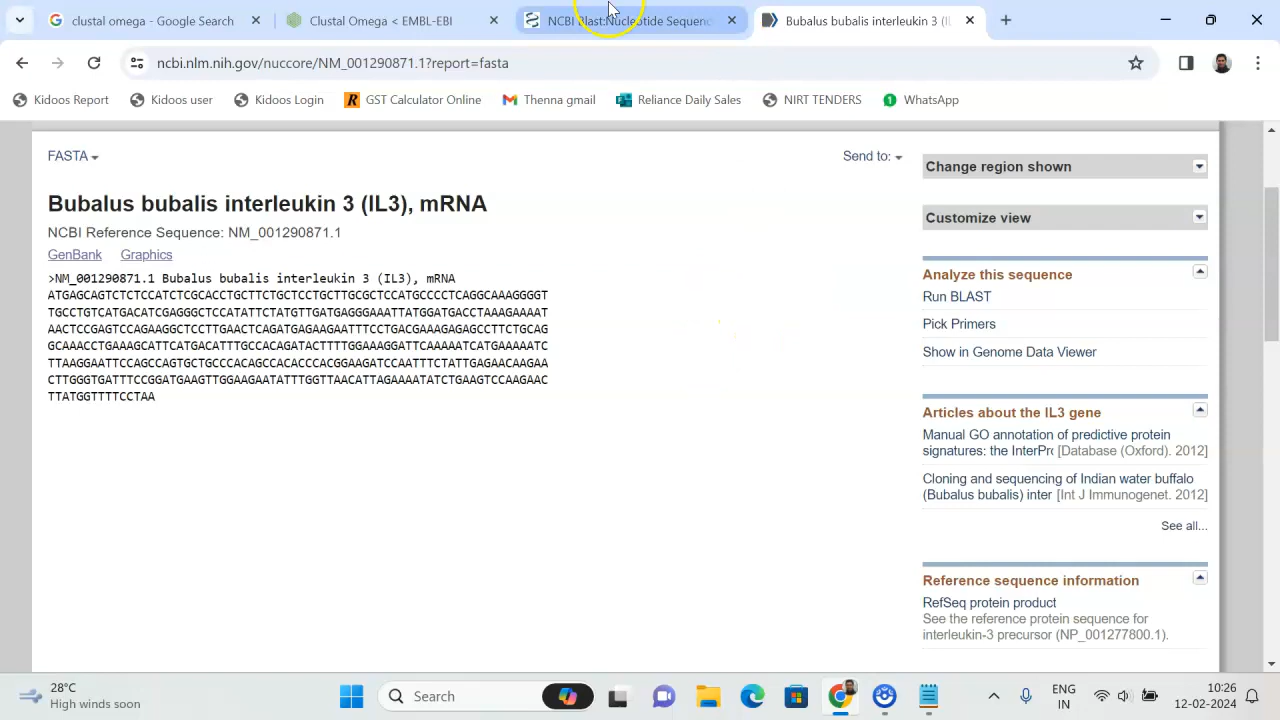 clustal omega - Google Search
Clustal Omega < EMBL-EBI
NCBI Blast:Nucleotide Sequenc
Bubalus bubalis interleukin 3 (IL
ncbi.nlm.nih.gov/nuccore/NM_001290871.1?report=fasta
Kidoos Report
Kidoos user
Kidoos Login
GST Calculator Online
Thenna gmail
Reliance Daily Sales
NIRT TENDERS
WhatsApp
FASTA
Send to:
Bubalus bubalis interleukin 3 (IL3), mRNA
NCBI Reference Sequence: NM_001290871.1
GenBank Graphics
>NM_001290871.1 Bubalus bubalis interleukin 3 (IL3), mRNA
ATGAGCAGTCTCTCCATCTCGCACCTGCTTCTGCTCCTGCTTGCGCTCCATGCCCCTCAGGCAAAGGGGT
TGCCTGTCATGACATCGAGGGCTCCATATTCTATGTTGATGAGGGAAATTATGGATGACCTAAAGAAAAT
AACTCCGAGTCCAGAAGGCTCCTTGAACTCAGATGAGAAGAATTTCCTGACGAAAGAGAGCCTTCTGCAG
GCAAACCTGAAAGCATTCATGACATTTGCCACAGATACTTTTGGAAAGGATTCAAAAATCATGAAAAATC
TTAAGGAATTCCAGCCAGTGCTGCCCACAGCCACACCCACGGAAGATCCAATTTCTATTGAGAACAAGAA
CTTGGGTGATTTCCGGATGAAGTTGGAAGAATATTTGGTTAACATTAGAAAATATCTGAAGTCCAAGAAC
TTATGGTTTTCCTAA
Change region shown
Customize view
Analyze this sequence
Run BLAST
Pick Primers
Show in Genome Data Viewer
Articles about the IL3 gene
Manual GO annotation of predictive protein
signatures: the InterPr [Database (Oxford). 2012]
Cloning and sequencing of Indian water buffalo
(Bubalus bubalis) inter [Int J Immunogenet. 2012]
See all...
Reference sequence information
RefSeq protein product
See the reference protein sequence for
interleukin-3 precursor (NP_001277800.1).
28°C
High winds soon
Search
ENG
IN
10:26
12-02-2024